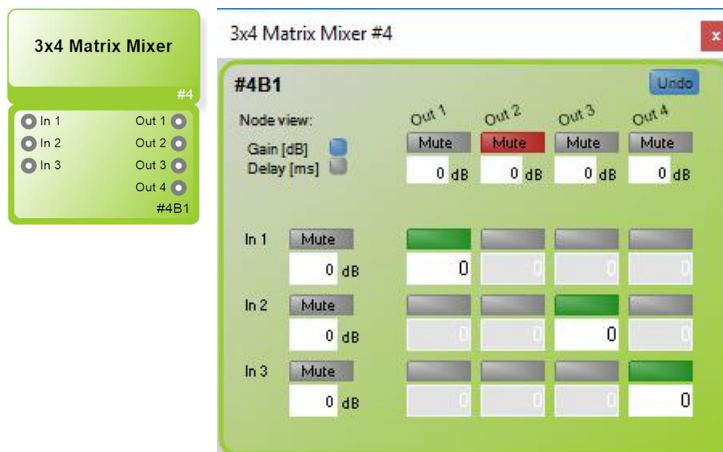 3x4 Matrix Mixer
#4
In 1 Out 1
In 2 Out 2
In 3 Out 3
Out 4
#4B1
3x4 Matrix Mixer #4
x
#4B1 Undo
Node view: Out 1 Out 2 Out 3 Out 4
Gain [dB] Mute Mute Mute Mute
Delay [ms] 0 dB 0 dB 0 dB 0 dB
In 1 Mute
0 dB 0 0 0 0
In 2 Mute
0 dB 0 0 0 0
In 3 Mute
0 dB 0 0 0 0